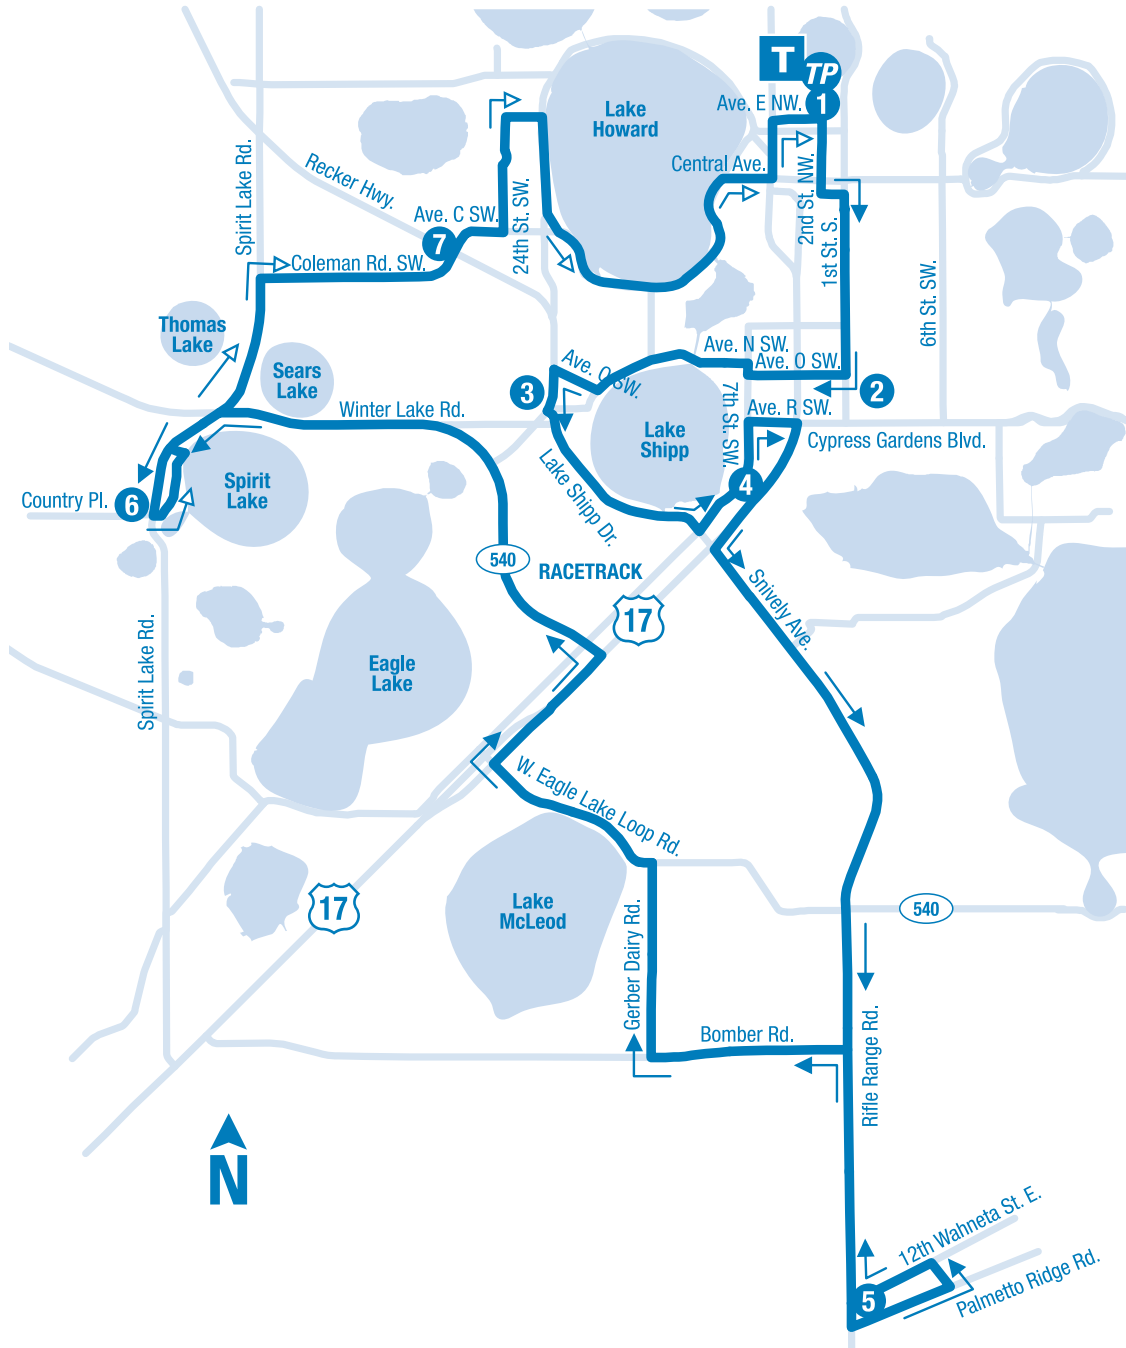 T
TP
Ave. E NW.
1
Lake
Howard
Central Ave.
Spirit Lake Rd.
Recker Hwy.
Ave. C SW.
24th St. SW.
2nd St. NW.
1st St. S.
6th St. SW.
7
Coleman Rd. SW.
Thomas
Lake
Sears
Lake
Ave. N SW.
Ave. O SW.
Ave. O SW.
3
2
Winter Lake Rd.
7th St. SW.
Ave. R SW.
Lake
Shipp
Cypress Gardens Blvd.
4
Lake Shipp Dr.
Country Pl.
6
Spirit
Lake
540
RACETRACK
17
Snively Ave.
Spirit Lake Rd.
Eagle
Lake
W. Eagle Lake Loop Rd.
17
Lake
McLeod
540
Gerber Dairy Rd.
Bomber Rd.
Rifle Range Rd.
N
12th Wahneta St. E.
5
Palmetto Ridge Rd.